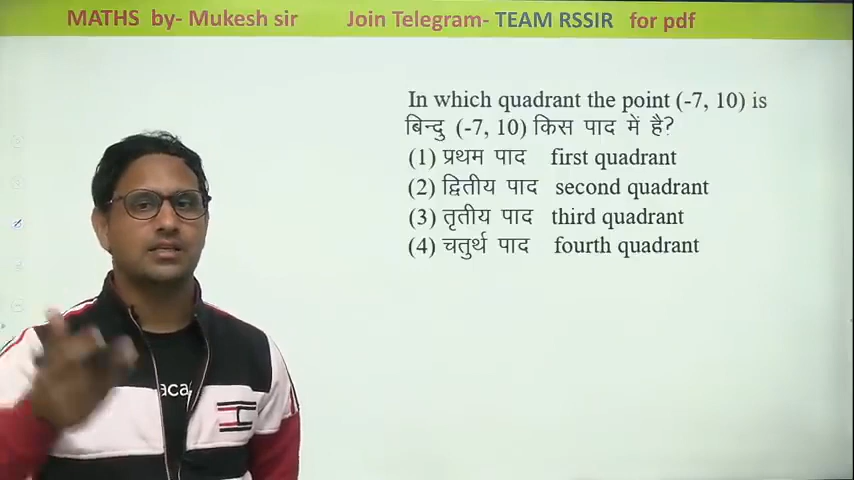 MATHS by- Mukesh sir Join Telegram- TEAM RSSIR for pdf
In which quadrant the point (-7, 10) is
बिन्दु (-7, 10) किस पाद में है?
(1) प्रथम पाद first quadrant
(2) द्वितीय पाद second quadrant
(3) तृतीय पाद third quadrant
(4) चतुर्थ पाद fourth quadrant
aca